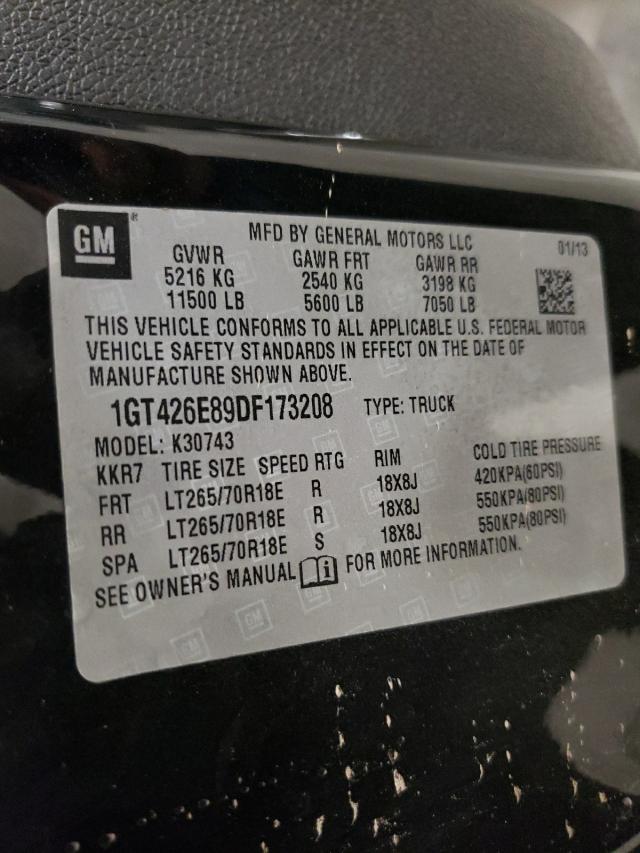 GM
MFD BY GENERAL MOTORS LLC 01/13
GVWR GAWR FRT GAWR RR
5216 KG 2540 KG 3198 KG
11500 LB 5600 LB 7050 LB
THIS VEHICLE CONFORMS TO ALL APPLICABLE U.S. FEDERAL MOTOR
VEHICLE SAFETY STANDARDS IN EFFECT ON THE DATE OF
MANUFACTURE SHOWN ABOVE.
1GT426E89DF173208 TYPE: TRUCK
MODEL: K30743
KKR7 TIRE SIZE SPEED RTG RIM COLD TIRE PRESSURE
FRT LT265/70R18E R 18X8J 420KPA(60PSI)
RR LT265/70R18E R 18X8J 550KPA(80PSI)
SPA LT265/70R18E S 18X8J 550KPA(80PSI)
SEE OWNER'S MANUAL i FOR MORE INFORMATION.